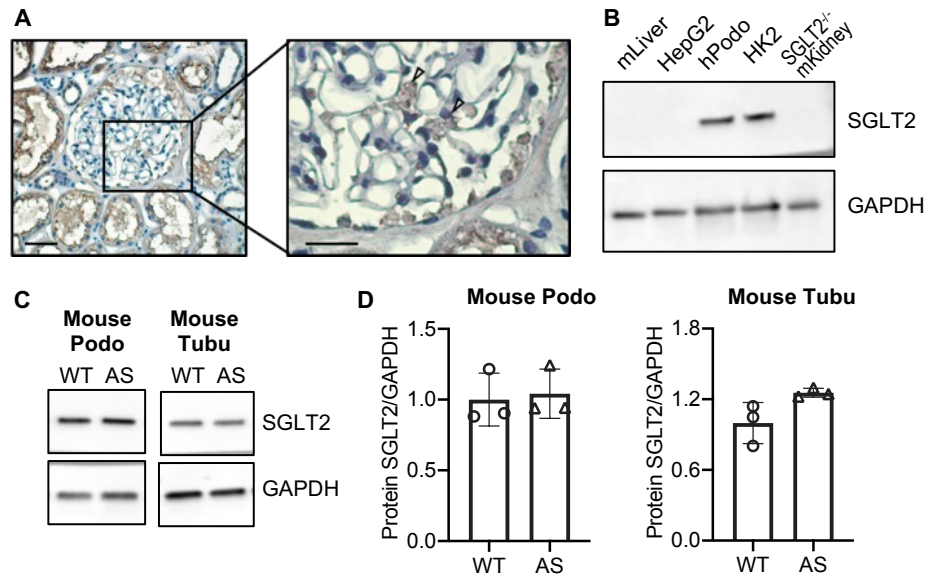 A
B
mLiver
HepG2
hPodo
HK2
SGLT2-/-
mKidney
SGLT2
GAPDH
C
Mouse
Podo
Mouse
Tubu
WT AS
WT AS
SGLT2
GAPDH
D
Mouse Podo
Protein SGLT2/GAPDH
1.5
1.0
0.5
0.0
WT AS
Mouse Tubu
Protein SGLT2/GAPDH
1.8
1.2
0.6
0.0
WT AS